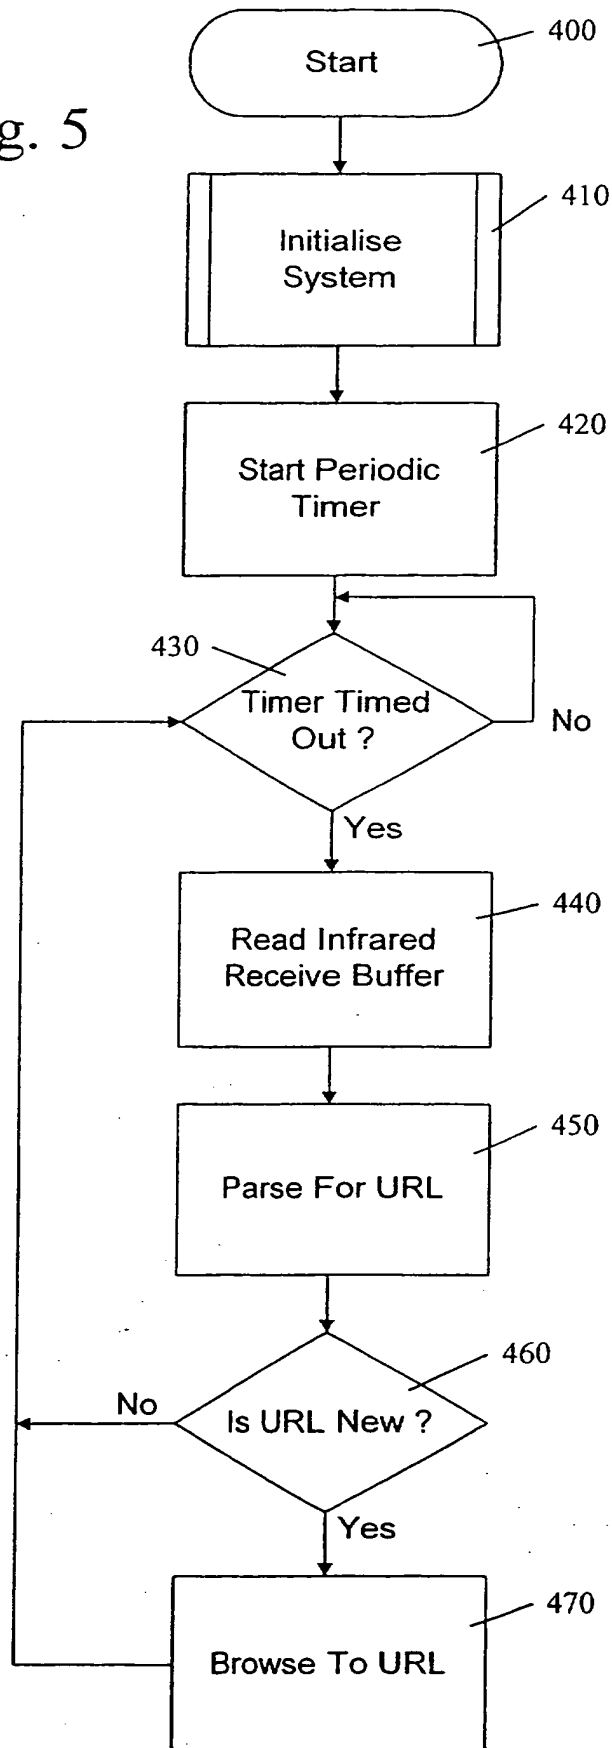 400
Start
g. 5
410
Initialise
System
420
Start Periodic
Timer
430
Timer Timed
Out ?
No
Yes
440
Read Infrared
Receive Buffer
450
Parse For URL
460
No
Is URL New ?
Yes
470
Browse To URL